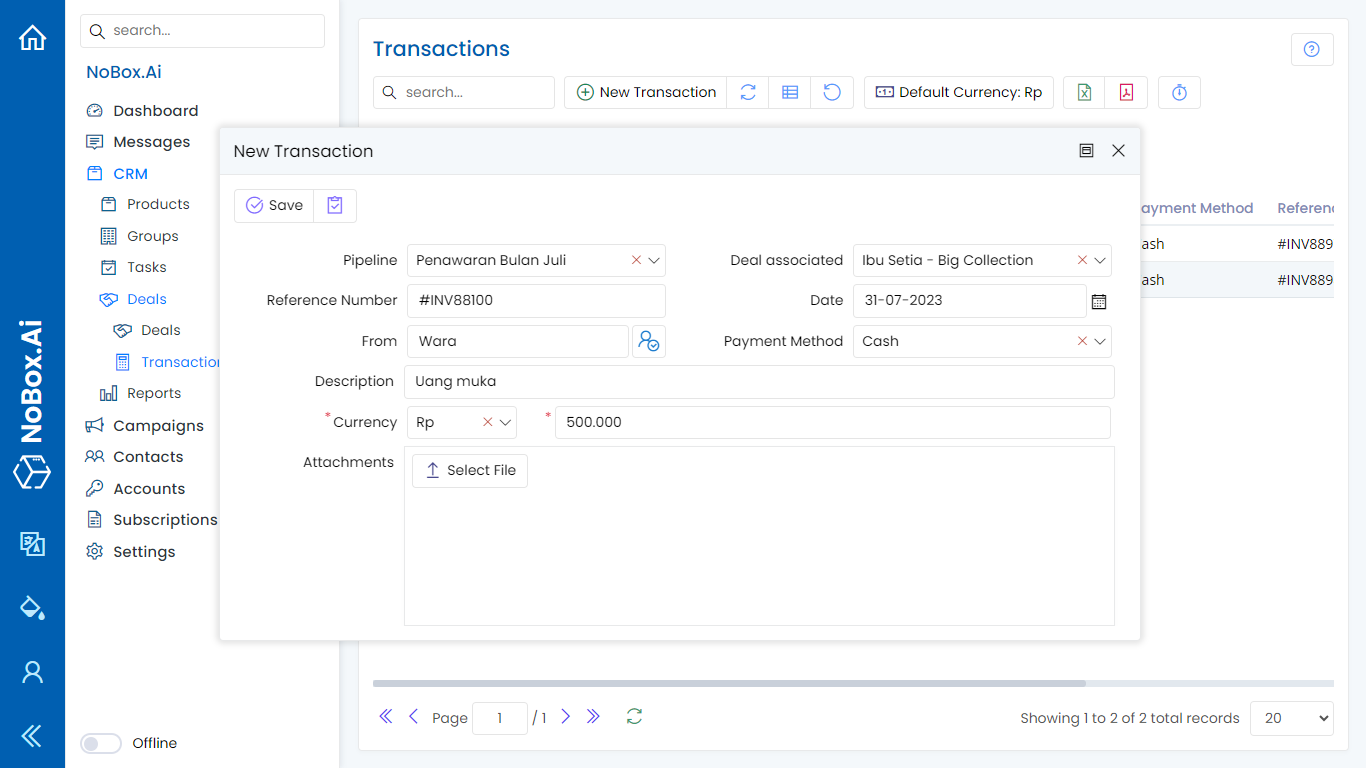 search...
NoBox.Ai
Dashboard
Messages
CRM
Products
Groups
Tasks
Deals
Deals
Transaction
Reports
Campaigns
Contacts
Accounts
Subscriptions
Settings
Offline
NoBox.Ai
Transactions
search...
New Transaction
Default Currency: Rp
ayment Method Referen
ash #INV889
ash #INV889
New Transaction
Save
Pipeline Penawaran Bulan Juli Deal associated Ibu Setia - Big Collection
Reference Number #INV88100 Date 31-07-2023
From Wara Payment Method Cash
Description Uang muka
*Currency Rp * 500.000
Attachments Select File
Page 1 / 1 Showing 1 to 2 of 2 total records 20